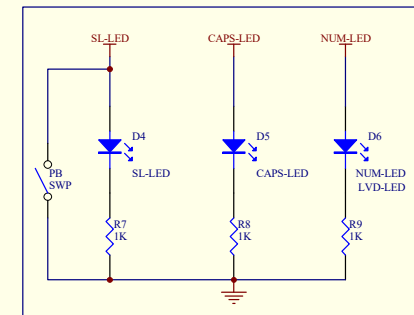 SL-LED
CAPS-LED
NUM-LED
D4
SL-LED
D5
CAPS-LED
D6
NUM-LED
LVD-LED
PB
SWP
R7
1K
R8
1K
R9
1K